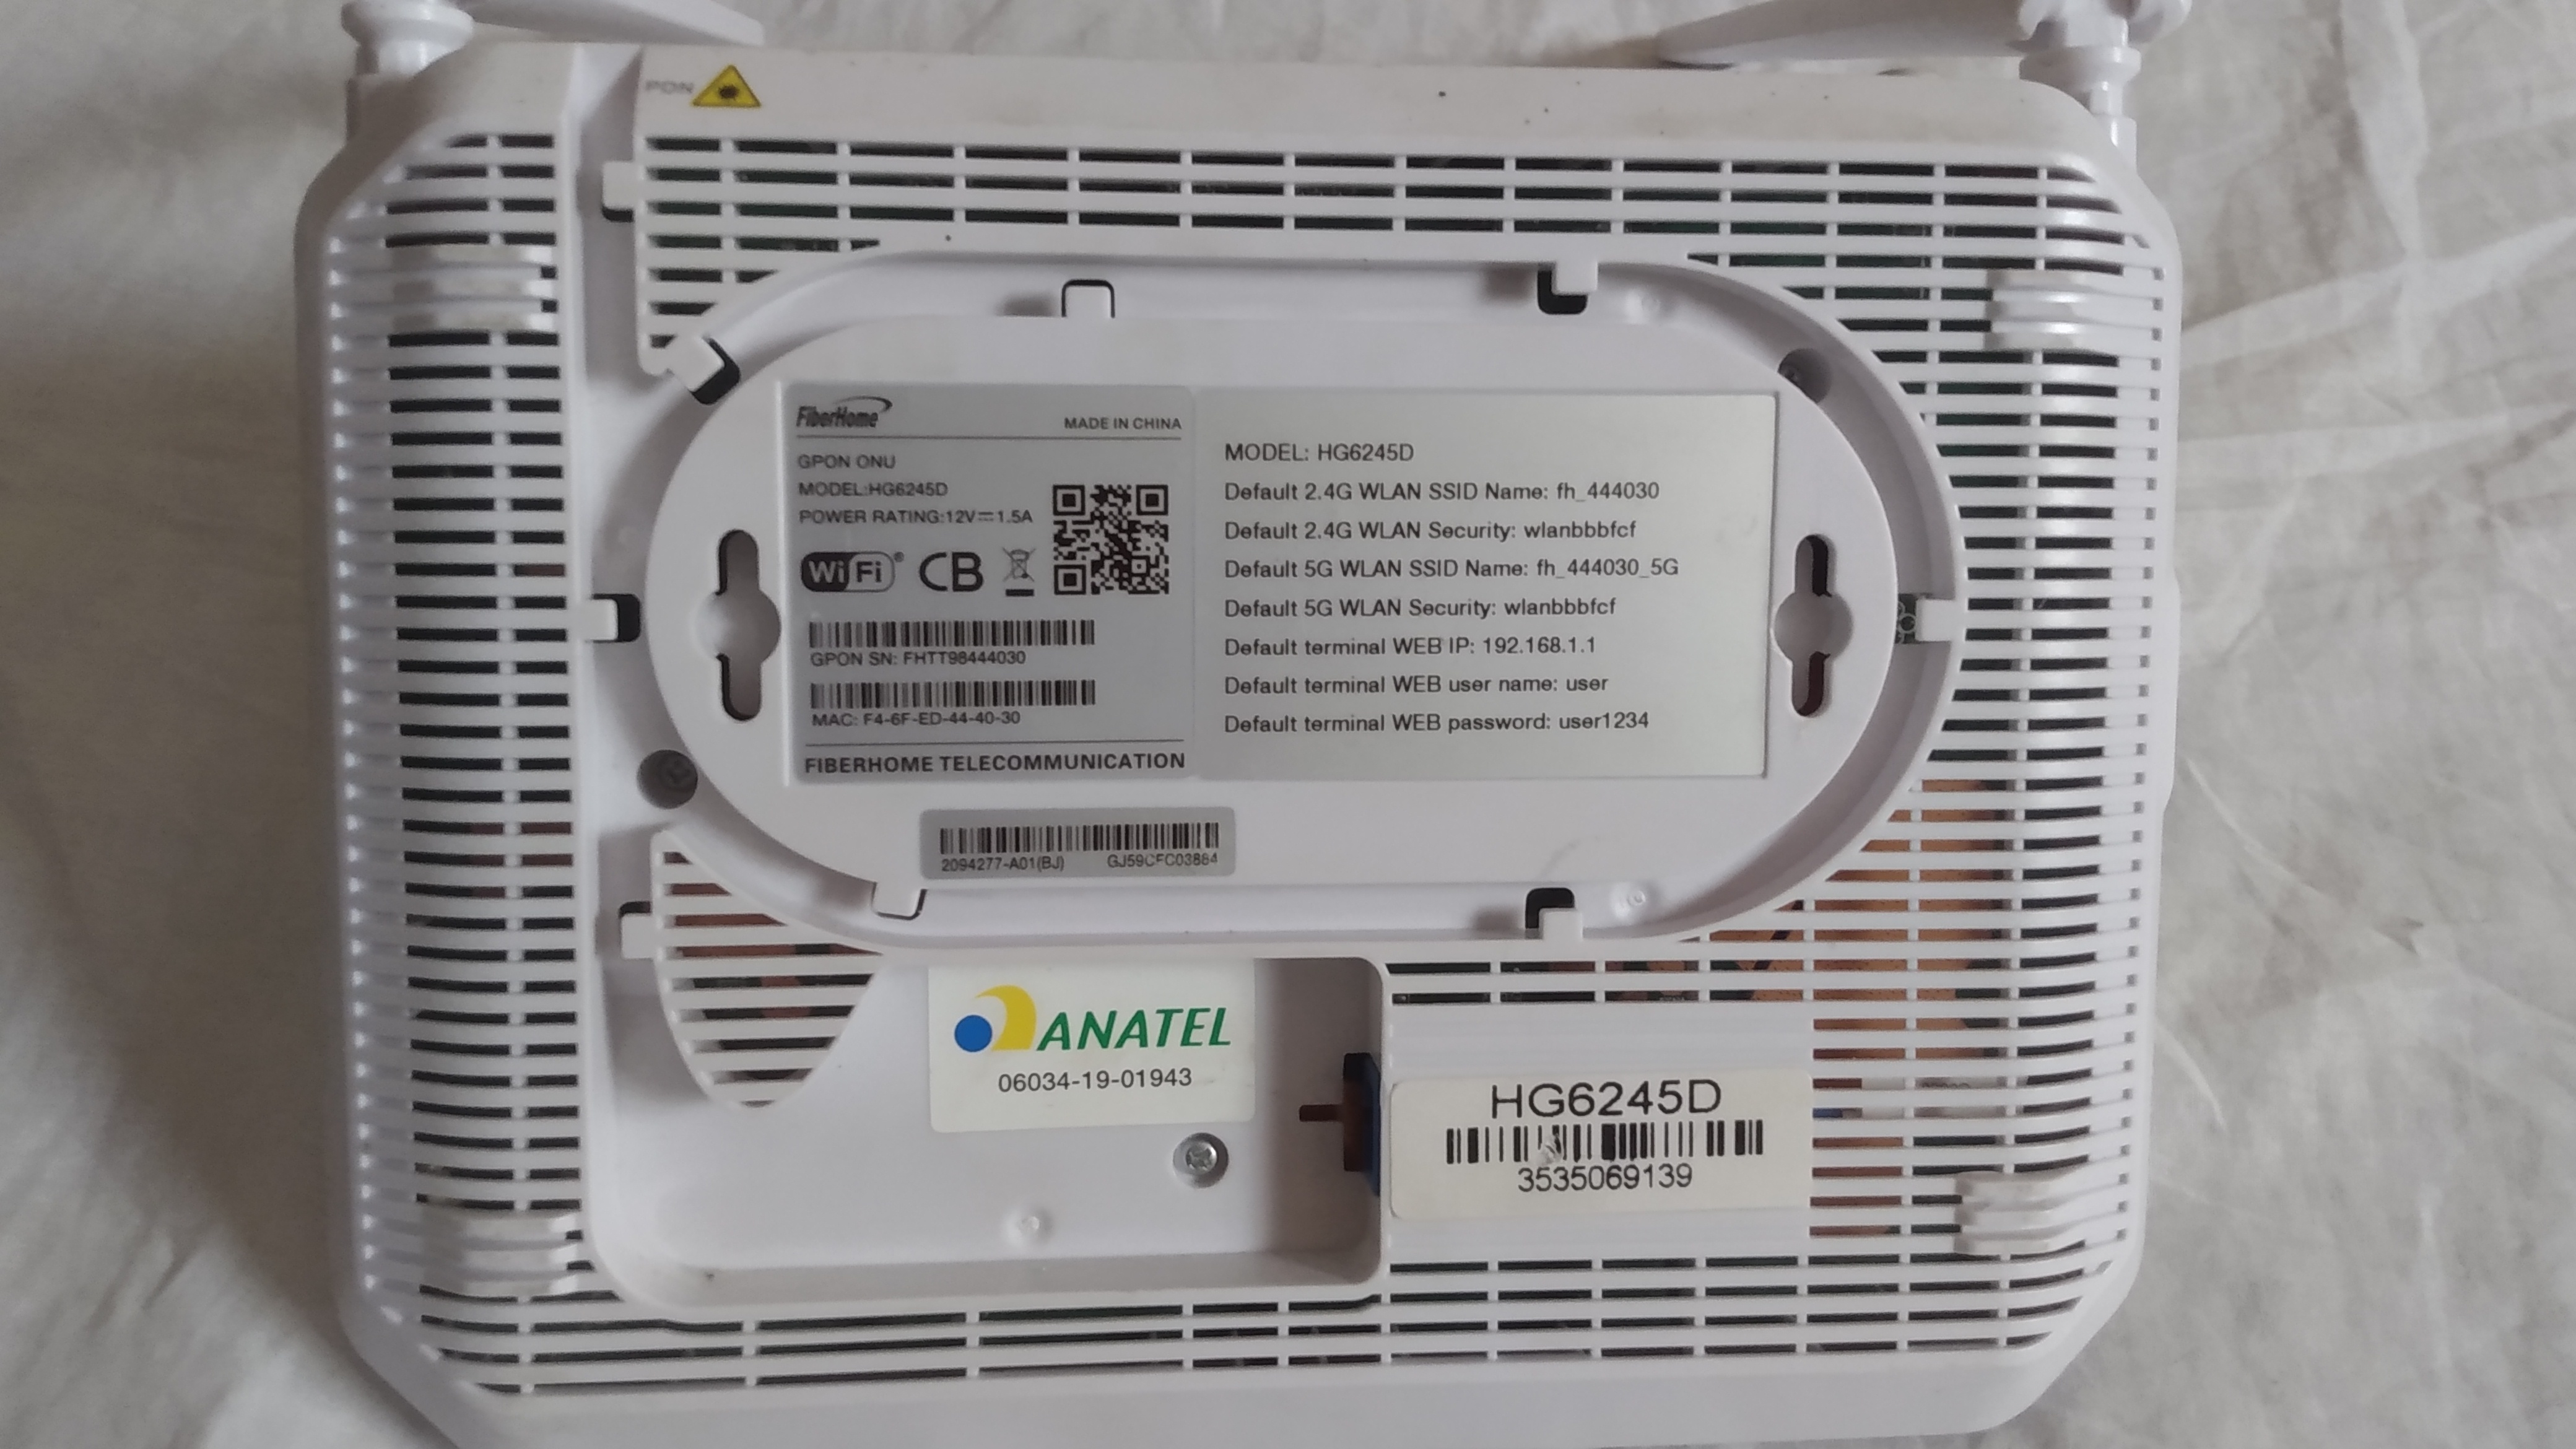 PON
FiberHome
MADE IN CHINA
GPON ONU
MODEL:HG6245D
POWER RATING:12V⎓1.5A
WiFi® CB
GPON SN: FHTT98444030
MAC: F4-6F-ED-44-40-30
FIBERHOME TELECOMMUNICATION
MODEL: HG6245D
Default 2.4G WLAN SSID Name: fh_444030
Default 2.4G WLAN Security: wlanbbbfcf
Default 5G WLAN SSID Name: fh_444030_5G
Default 5G WLAN Security: wlanbbbfcf
Default terminal WEB IP: 192.168.1.1
Default terminal WEB user name: user
Default terminal WEB password: user1234
2094277-A01(BJ) GJ59CFC03884
ANATEL
06034-19-01943
HG6245D
3535069139